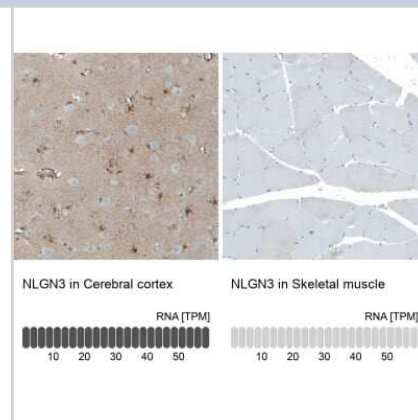 NLGN3 in Cerebral cortex
RNA [TPM]
10 20 30 40 50
NLGN3 in Skeletal muscle
RNA [TPM]
10 20 30 40 50